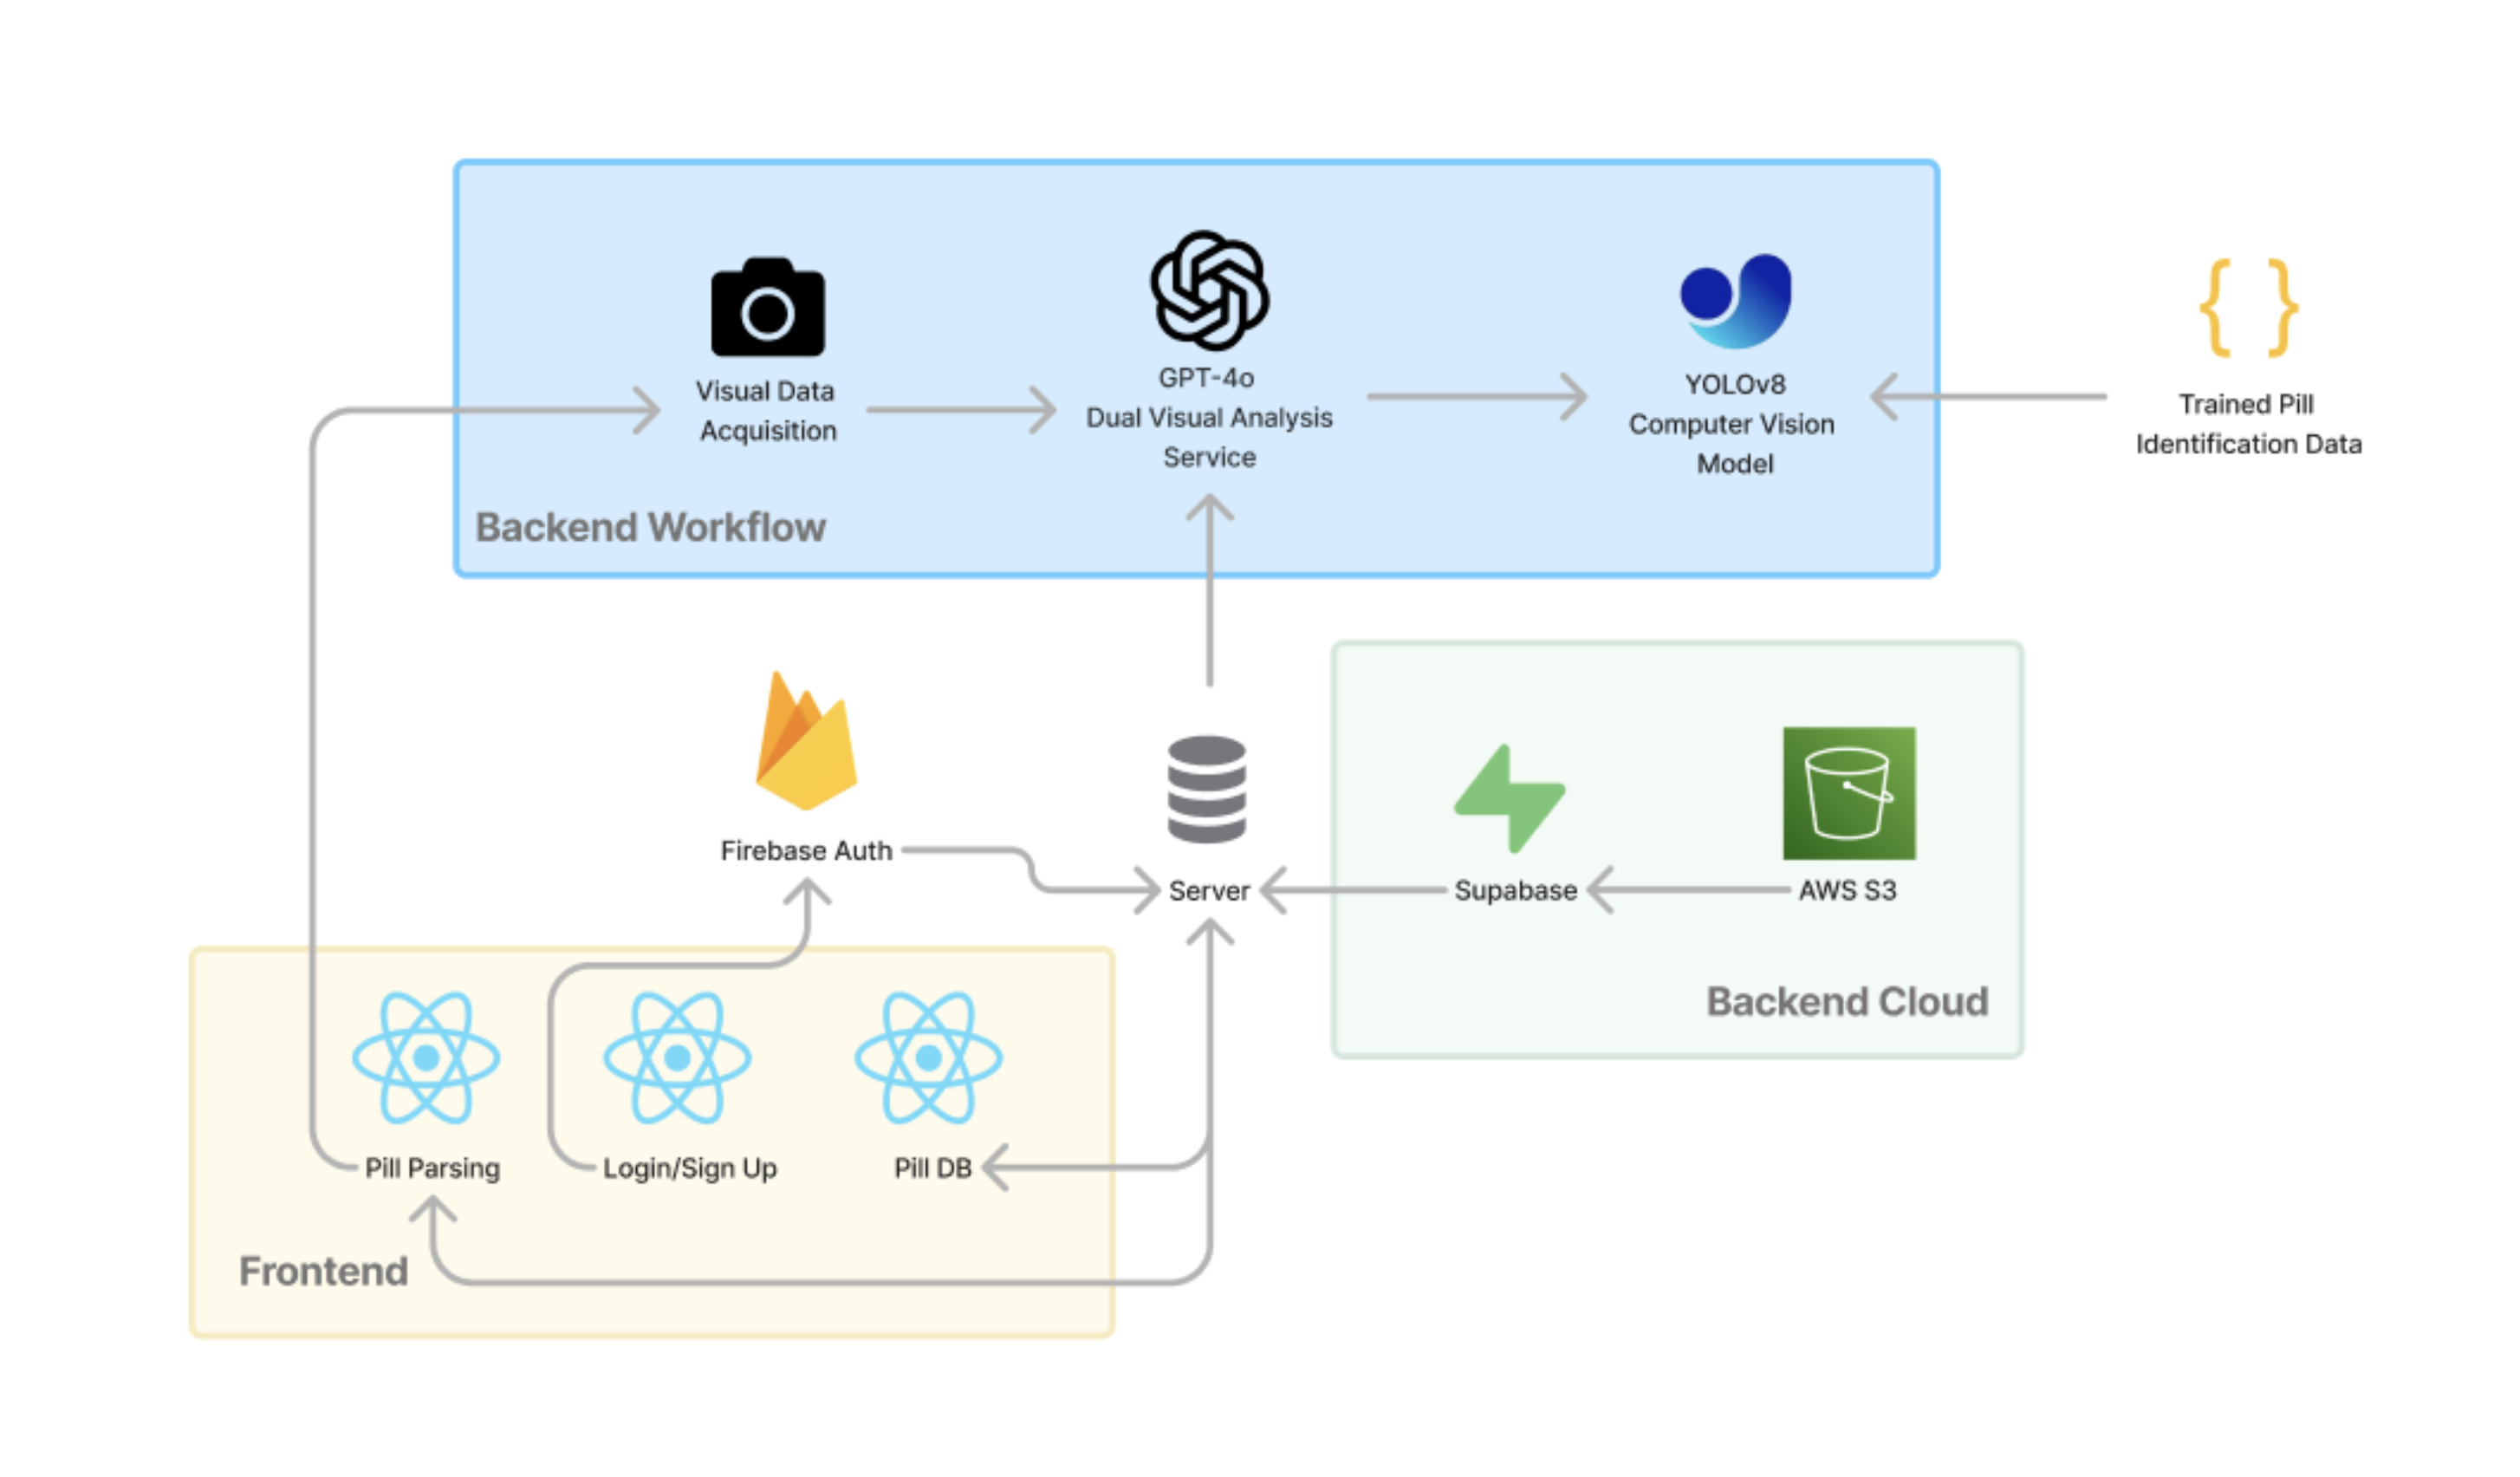 Visual Data
Acquisition
GPT-4o
Dual Visual Analysis
Service
YOLOv8
Computer Vision
Model
Trained Pill
Identification Data
Backend Workflow
Firebase Auth
Server
Supabase
AWS S3
Backend Cloud
Pill Parsing
Login/Sign Up
Pill DB
Frontend